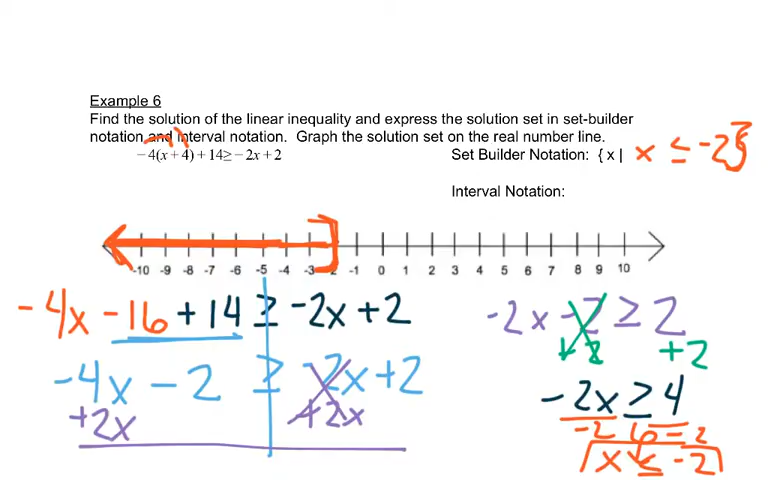 Example 6
Find the solution of the linear inequality and express the solution set in set-builder
notation and interval notation. Graph the solution set on the real number line.
−4(x+4)+14≥−2x+2
Set Builder Notation: { x | x ≤ -2}
Interval Notation:
-10 -9 -8 -7 -6 -5 -4 -3 -2 -1 0 1 2 3 4 5 6 7 8 9 10
-4x -16 +14 ≥ -2x +2
-4x - 2 ≥ -2x +2
+2x +2x
-2x -2 ≥ 2
+2 +2
-2x ≥ 4
-2
x ≤ -2